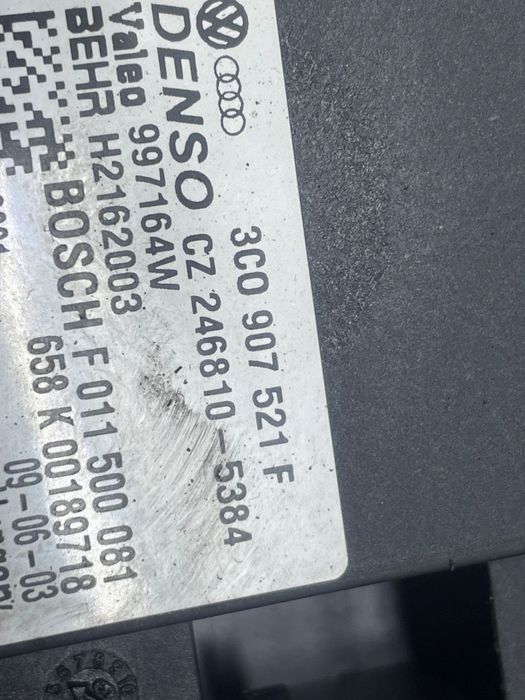 3C0 907 521 F
DENSO CZ 246810-5384
Valeo 997164W
BEHR H2162003
BOSCH F 011 500 081
658 K 00189718
09-06-03